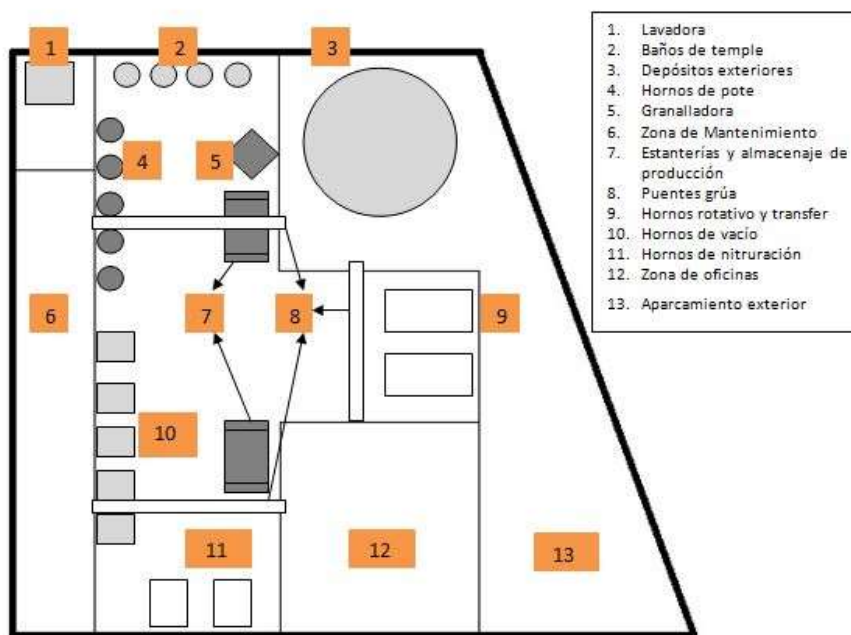 1
2
3
4
5
6
7
8
9
10
11
12
13
1. Lavadora
2. Baños de temple
3. Depósitos exteriores
4. Hornos de pote
5. Granalladora
6. Zona de Mantenimiento
7. Estanterías y almacenaje de
producción
8. Puentes grúa
9. Hornos rotativo y transfer
10. Hornos de vacío
11. Hornos de nitruración
12. Zona de oficinas
13. Aparcamiento exterior